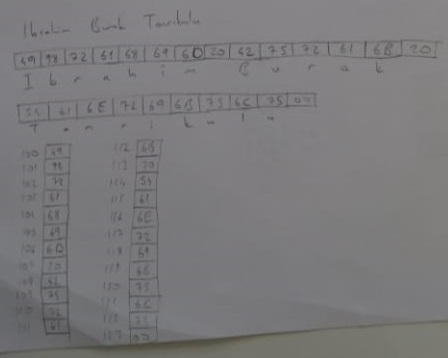 Ibrahim Burak Tanrikulu
49 98 72 61 68 69 6D 20 42 75 72 61 6B 20
I b r a h i m B u r a k
54 61 6E 72 69 6B 75 6C 75 00
T a n r i k u l u
100 49 112 6B
101 98 113 20
102 72 114 54
103 61 115 61
104 68 116 6E
105 69 117 72
106 6D 118 69
107 20 119 6B
108 42 120 75
109 75 121 6C
110 72 122 75
111 61 123 00